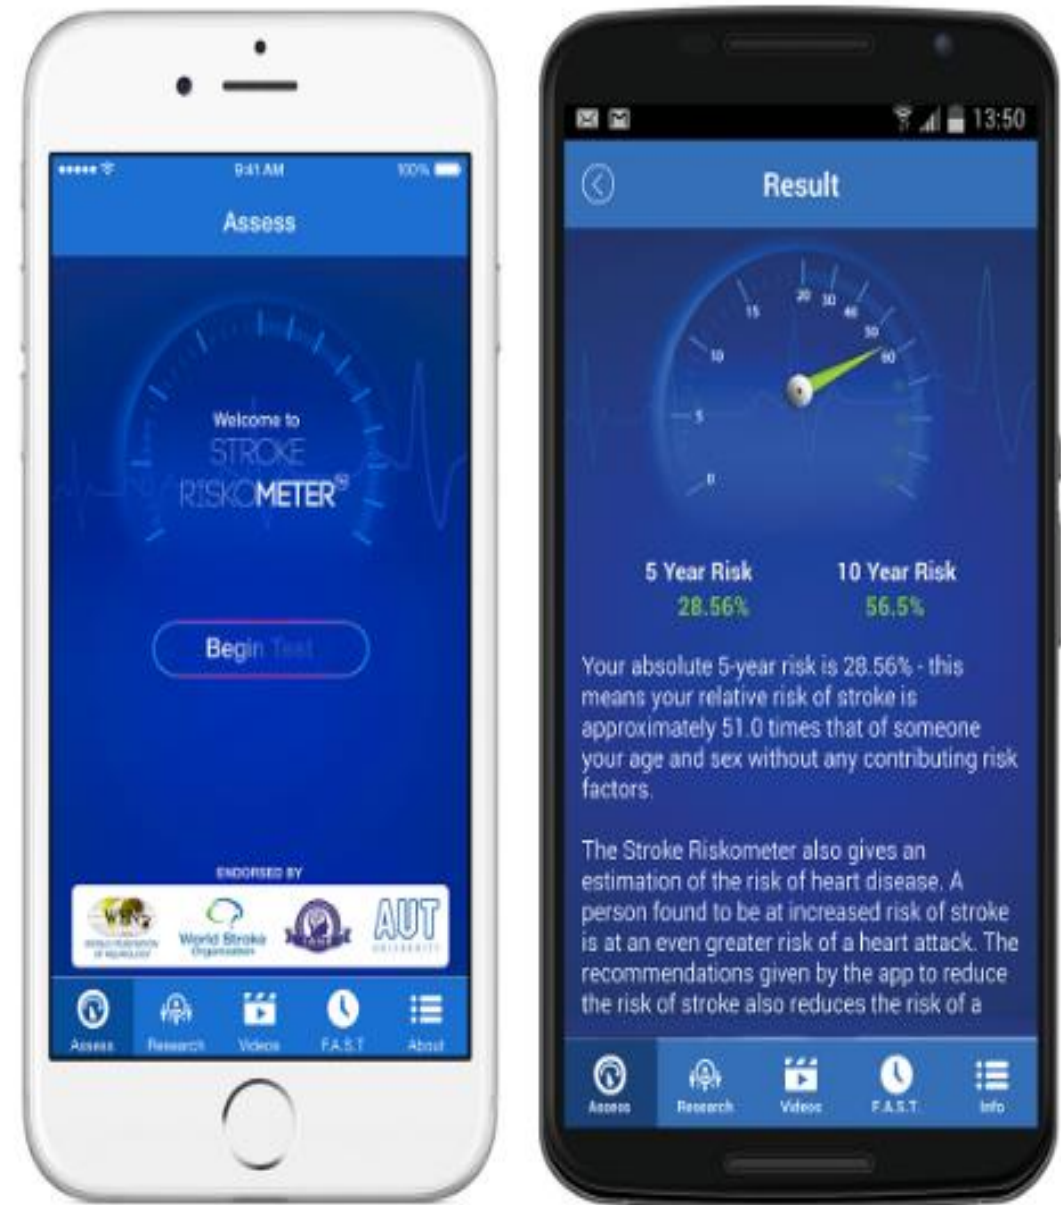 9:41 AM
100%
Assess
Welcome to
STROKE
RISKOMETER
Begin Test
ENDORSED BY
WFN
WORLD FEDERATION
OF NEUROLOGY
World Stroke
Organization
AUT
UNIVERSITY
Assess
Research
Videos
F.A.S.T
About
13:50
Result
0
5
10
15
20
30
40
50
60
5 Year Risk
10 Year Risk
28.56%
56.5%
Your absolute 5-year risk is 28.56% - this
means your relative risk of stroke is
approximately 51.0 times that of someone
your age and sex without any contributing risk
factors.
The Stroke Riskometer also gives an
estimation of the risk of heart disease. A
person found to be at increased risk of stroke
is at an even greater risk of a heart attack. The
recommendations given by the app to reduce
the risk of stroke also reduces the risk of a
Assess
Research
Videos
F.A.S.T.
Info